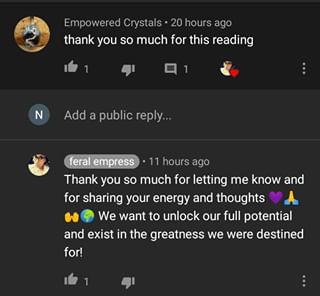 Empowered Crystals • 20 hours ago
thank you so much for this reading
1 1
N Add a public reply...
feral empress • 11 hours ago
Thank you so much for letting me know and
for sharing your energy and thoughts 💜🙏
🙌🌍 We want to unlock our full potential
and exist in the greatness we were destined
for!
1